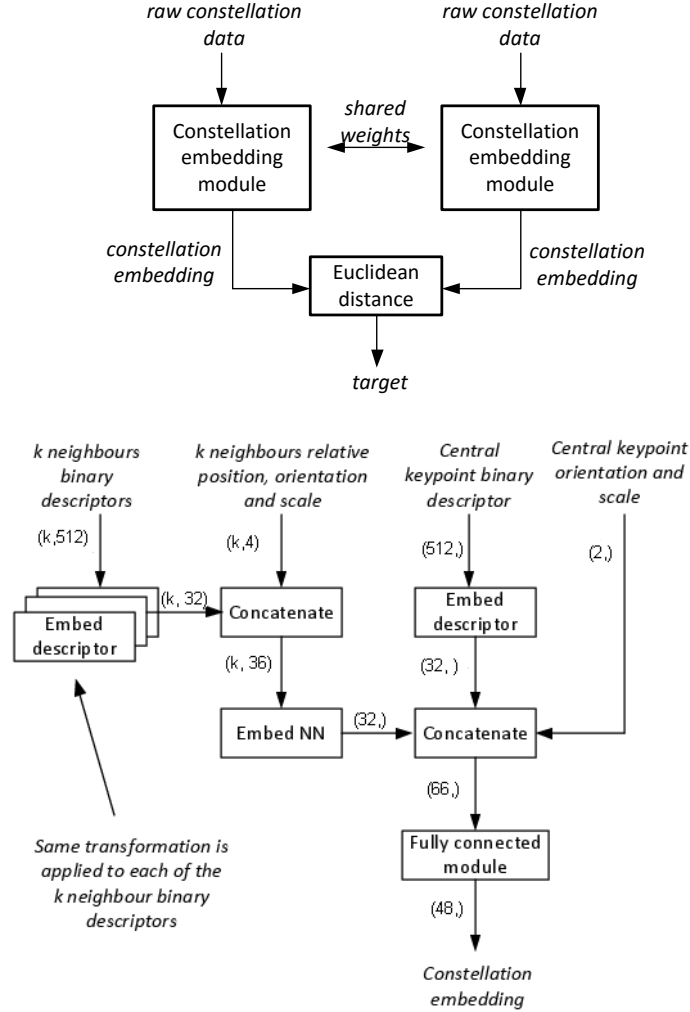 raw constellation
data
raw constellation
data
Constellation
embedding
module
shared
weights
Constellation
embedding
module
constellation
embedding
Euclidean
distance
constellation
embedding
target
k neighbours
binary
descriptors
k neighbours relative
position, orientation
and scale
Central
keypoint binary
descriptor
Central keypoint
orientation and
scale
(k,512)
(k,4)
(512,)
(2,)
Embed
descriptor
(k, 32)
Concatenate
Embed
descriptor
(k, 36)
(32, )
Embed NN
(32,)
Concatenate
(66,)
Same transformation is
applied to each of the
k neighbour binary
descriptors
Fully connected
module
(48,)
Constellation
embedding